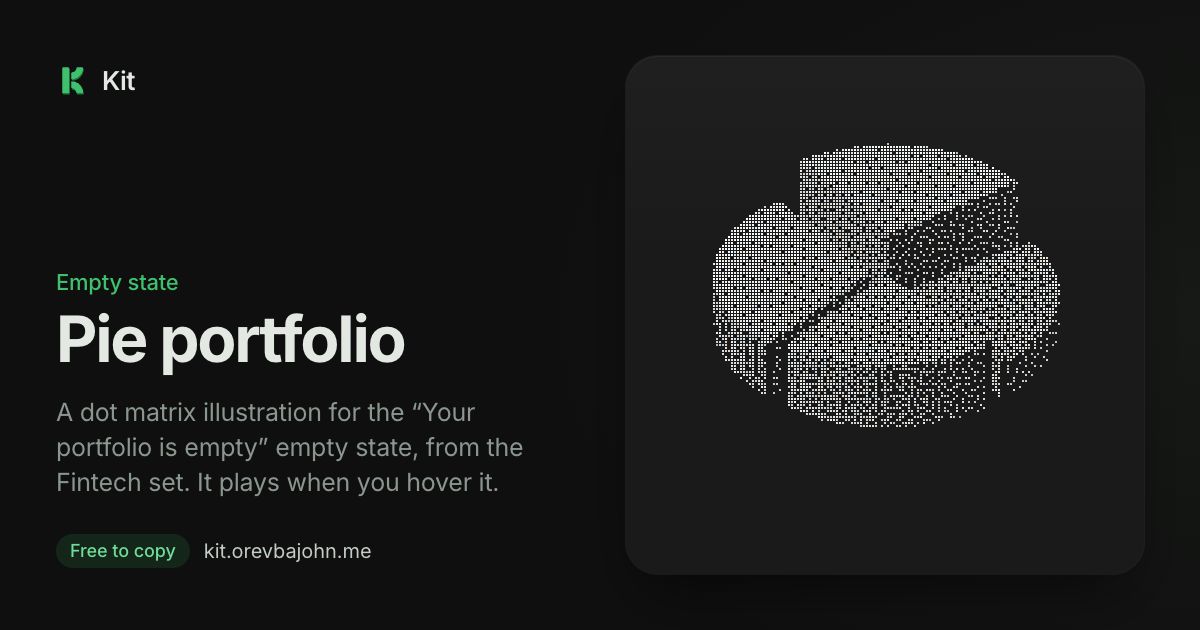 Kit
Empty state
Pie portfolio
A dot matrix illustration for the “Your
portfolio is empty” empty state, from the
Fintech set. It plays when you hover it.
Free to copy
kit.orevbajohn.me